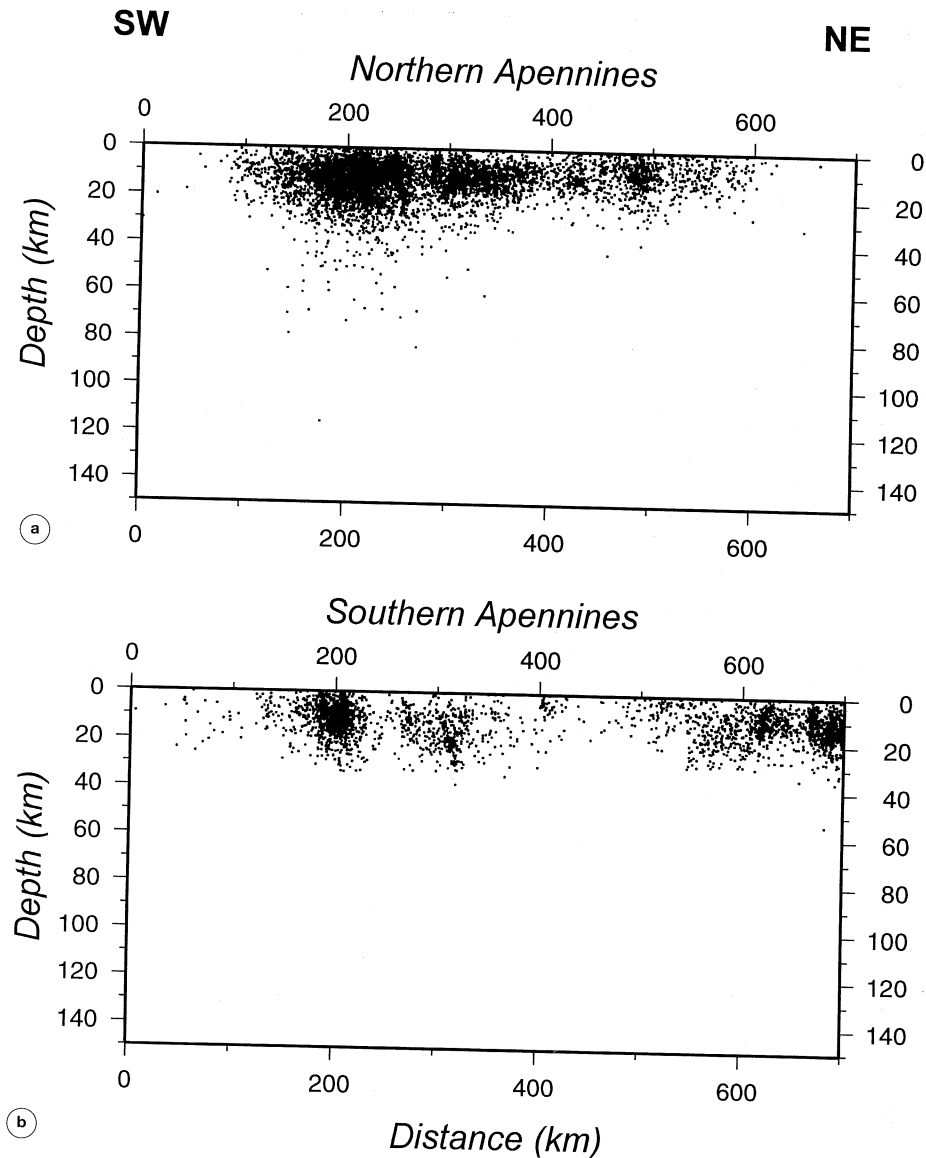 SW
NE
Northern Apennines
0 200 400 600
0 0
20 20
40 40
60 60
80 80
100 100
120 120
140 140
Depth (km)
0 200 400 600
a
Southern Apennines
0 200 400 600
0 0
20 20
40 40
60 60
80 80
100 100
120 120
140 140
Depth (km)
0 200 400 600
b
Distance (km)